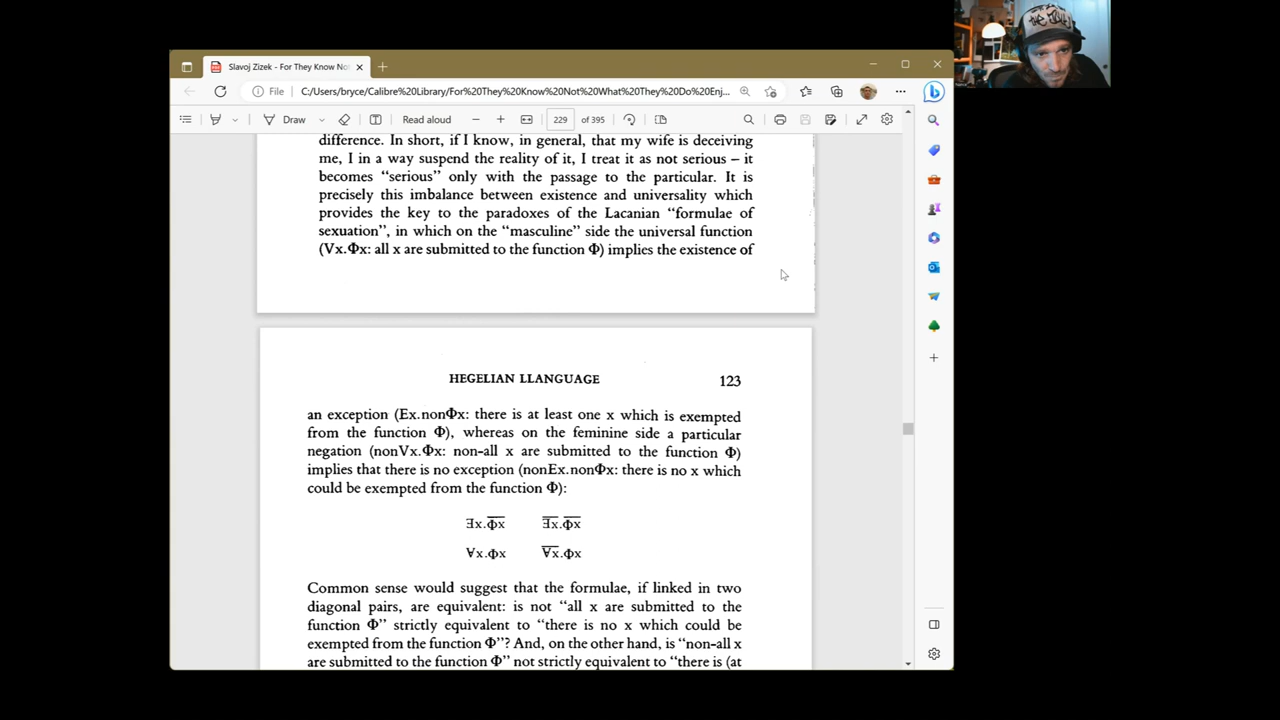 Slavoj Zizek - For They Know No
File C:/Users/bryce/Calibre%20Library/For%20They%20Know%20Not%20What%20They%20Do%20Enj...
Draw Read aloud 229 of 395
difference. In short, if I know, in general, that my wife is deceiving
me, I in a way suspend the reality of it, I treat it as not serious – it
becomes “serious” only with the passage to the particular. It is
precisely this imbalance between existence and universality which
provides the key to the paradoxes of the Lacanian “formulae of
sexuation”, in which on the “masculine” side the universal function
(Vx.Φx: all x are submitted to the function Φ) implies the existence of
HEGELIAN LLANGUAGE 123
an exception (Ex.nonΦx: there is at least one x which is exempted
from the function Φ), whereas on the feminine side a particular
negation (nonVx.Φx: non-all x are submitted to the function Φ)
implies that there is no exception (nonEx.nonΦx: there is no x which
could be exempted from the function Φ):
∃x.Φ̅x̅ ∃̅x̅.Φ̅x̅
∀x.Φx ∀̅x̅.Φx
Common sense would suggest that the formulae, if linked in two
diagonal pairs, are equivalent: is not “all x are submitted to the
function Φ” strictly equivalent to “there is no x which could be
exempted from the function Φ”? And, on the other hand, is “non-all x
are submitted to the function Φ” not strictly equivalent to “there is (at